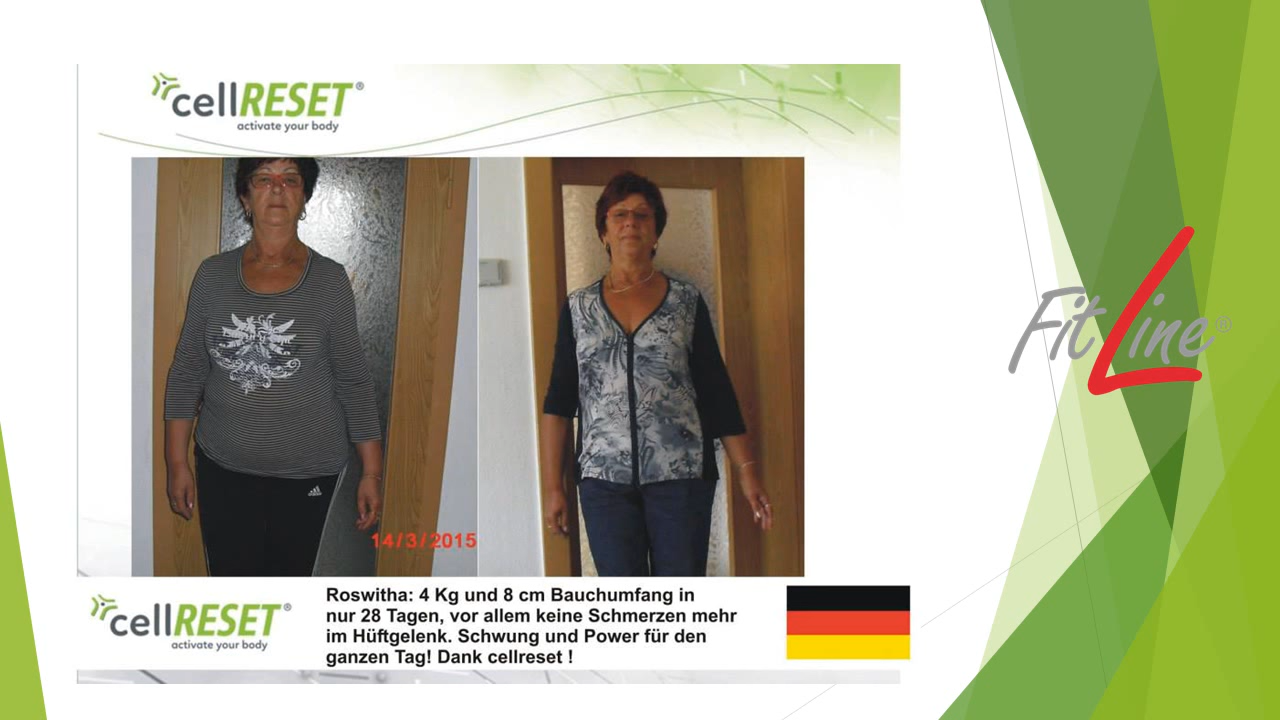 cellRESET®
activate your body
14/3/2015
FitLine®
cellRESET®
activate your body
Roswitha: 4 Kg und 8 cm Bauchumfang in
nur 28 Tagen, vor allem keine Schmerzen mehr
im Hüftgelenk. Schwung und Power für den
ganzen Tag! Dank cellreset !